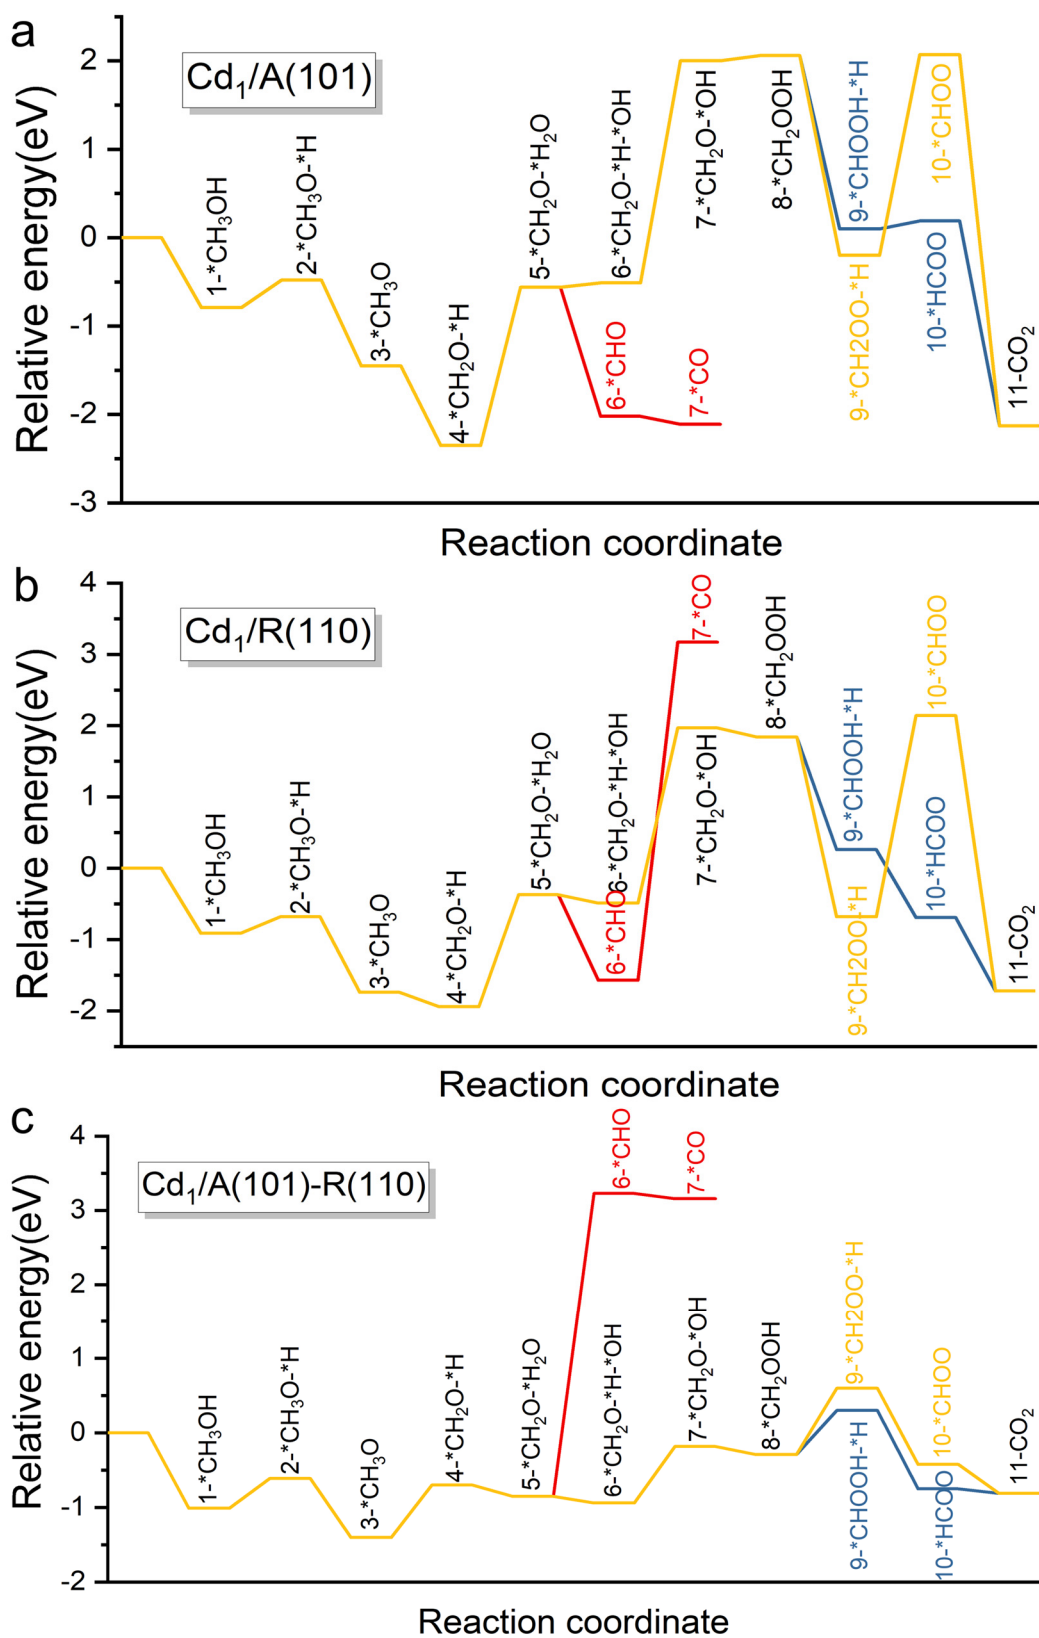 a
Cd₁/A(101)
Relative energy(eV)
2
1
0
-1
-2
-3
1-*CH₃OH
2-*CH₃O-*H
3-*CH₃O
4-*CH₂O-*H
5-*CH₂O-*H₂O
6-*CH₂O-*H-*OH
6-*CHO
7-*CO
7-*CH₂O-*OH
8-*CH₂OOH
9-*CHOOH-*H
9-*CH2OO-*H
10-*CHOO
10-*HCOO
11-CO₂
Reaction coordinate
b
Cd₁/R(110)
Relative energy(eV)
4
3
2
1
0
-1
-2
1-*CH₃OH
2-*CH₃O-*H
3-*CH₃O
4-*CH₂O-*H
5-*CH₂O-*H₂O
6-*CH₂O-*H-*OH
6-*CHO
7-*CO
7-*CH₂O-*OH
8-*CH₂OOH
9-*CHOOH-*H
9-*CH2OO-*H
10-*CHOO
10-*HCOO
11-CO₂
Reaction coordinate
c
Cd₁/A(101)-R(110)
Relative energy(eV)
4
3
2
1
0
-1
-2
1-*CH₃OH
2-*CH₃O-*H
3-*CH₃O
4-*CH₂O-*H
5-*CH₂O-*H₂O
6-*CHO
6-*CH₂O-*H-*OH
7-*CO
7-*CH₂O-*OH
8-*CH₂OOH
9-*CH2OO-*H
9-*CHOOH-*H
10-*CHOO
10-*HCOO
11-CO₂
Reaction coordinate